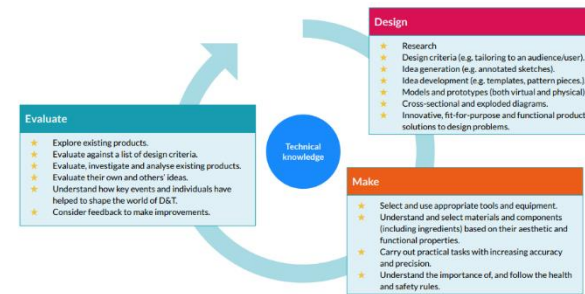 Design
Research
Design criteria (e.g. tailoring to an audience/user).
Idea generation (e.g. annotated sketches).
Idea development (e.g. templates, pattern pieces.)
Models and prototypes (both virtual and physical)
Cross-sectional and exploded diagrams.
Innovative, fit-for-purpose and functional product
solutions to design problems.
Technical
knowledge
Make
Select and use appropriate tools and equipment.
Understand and select materials and components
(including ingredients) based on their aesthetic and
functional properties.
Carry out practical tasks with increasing accuracy
and precision.
Understand the importance of, and follow the health
and safety rules.
Evaluate
Explore existing products.
Evaluate against a list of design criteria.
Evaluate, investigate and analyse existing products.
Evaluate their own and others' ideas.
Understand how key events and individuals have
helped to shape the world of D&T.
Consider feedback to make improvements.